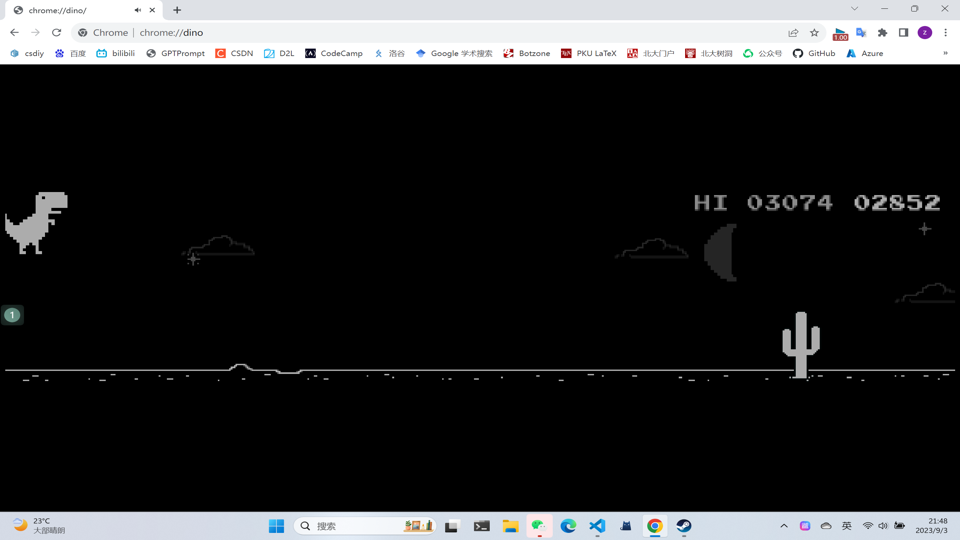 chrome://dino/
Chrome | chrome://dino
1.00
z
csdiy 百度 bilibili GPTPrompt CSDN D2L CodeCamp 洛谷 Google 学术搜索 Botzone PKU LaTeX 北大门户 北大树洞 公众号 GitHub Azure »
HI 03074 02852
1
23°C
大部晴朗
搜索
英
21:48
2023/9/3